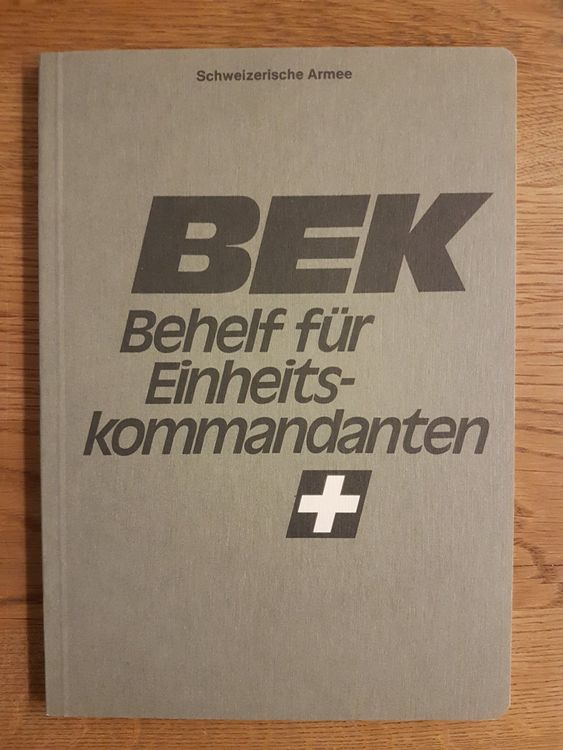 Schweizerische Armee
BEK
Behelf für
Einheits-
kommandanten